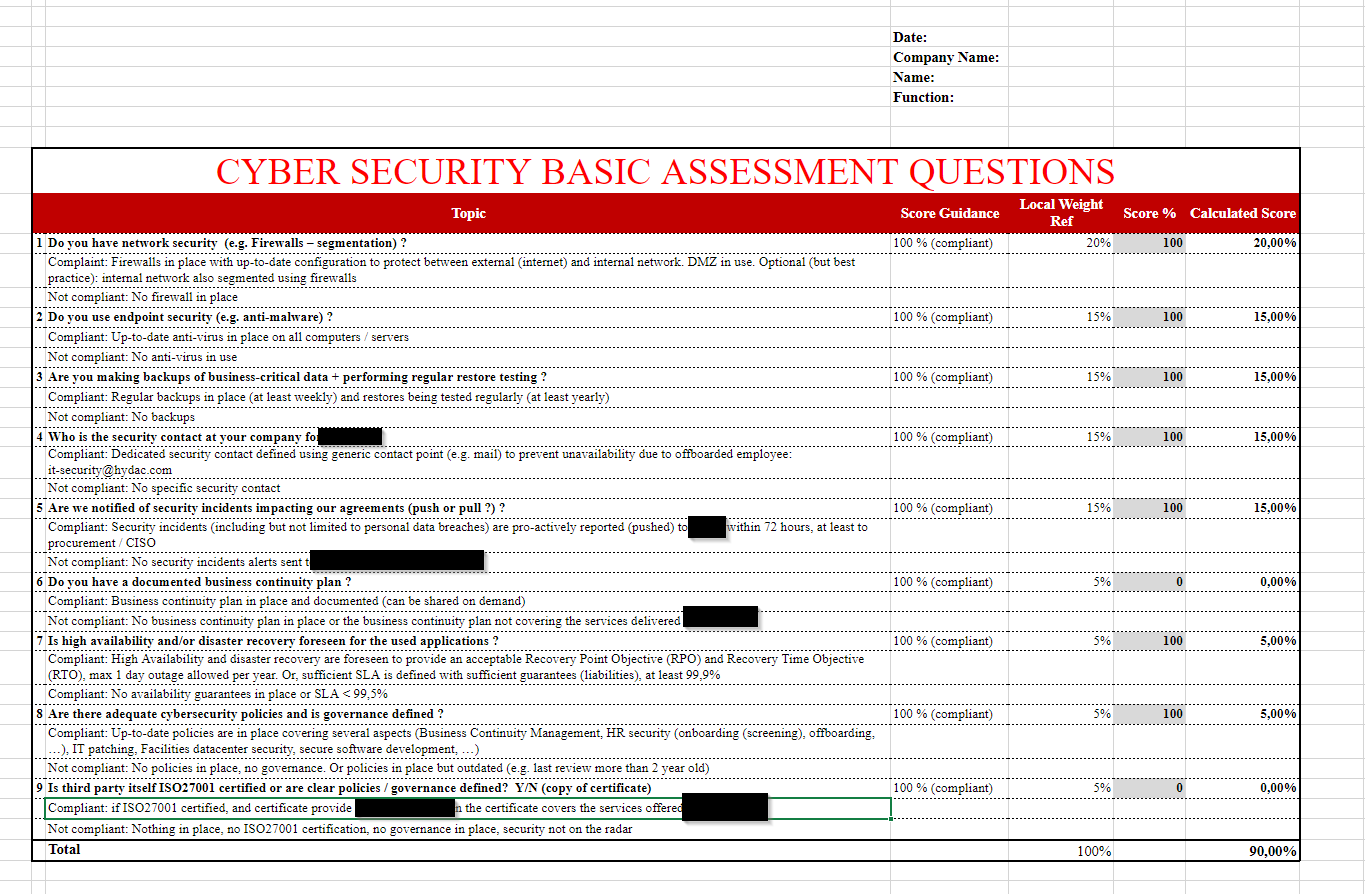 Date:
Company Name:
Name:
Function:
CYBER SECURITY BASIC ASSESSMENT QUESTIONS
Topic Score Guidance Local Weight Ref Score % Calculated Score
1 Do you have network security (e.g. Firewalls – segmentation) ? 100 % (compliant) 20% 100 20,00%
Complaint: Firewalls in place with up-to-date configuration to protect between external (internet) and internal network. DMZ in use. Optional (but best
practice): internal network also segmented using firewalls
Not compliant: No firewall in place
2 Do you use endpoint security (e.g. anti-malware) ? 100 % (compliant) 15% 100 15,00%
Compliant: Up-to-date anti-virus in place on all computers / servers
Not compliant: No anti-virus in use
3 Are you making backups of business-critical data + performing regular restore testing ? 100 % (compliant) 15% 100 15,00%
Compliant: Regular backups in place (at least weekly) and restores being tested regularly (at least yearly)
Not compliant: No backups
4 Who is the security contact at your company fo 100 % (compliant) 15% 100 15,00%
Compliant: Dedicated security contact defined using generic contact point (e.g. mail) to prevent unavailability due to offboarded employee:
it-security@hydac.com
Not compliant: No specific security contact
5 Are we notified of security incidents impacting our agreements (push or pull ?) ? 100 % (compliant) 15% 100 15,00%
Compliant: Security incidents (including but not limited to personal data breaches) are pro-actively reported (pushed) to within 72 hours, at least to
procurement / CISO
Not compliant: No security incidents alerts sent t
6 Do you have a documented business continuity plan ? 100 % (compliant) 5% 0 0,00%
Compliant: Business continuity plan in place and documented (can be shared on demand)
Not compliant: No business continuity plan in place or the business continuity plan not covering the services delivered
7 Is high availability and/or disaster recovery foreseen for the used applications ? 100 % (compliant) 5% 100 5,00%
Compliant: High Availability and disaster recovery are foreseen to provide an acceptable Recovery Point Objective (RPO) and Recovery Time Objective
(RTO), max 1 day outage allowed per year. Or, sufficient SLA is defined with sufficient guarantees (liabilities), at least 99,9%
Compliant: No availability guarantees in place or SLA < 99,5%
8 Are there adequate cybersecurity policies and is governance defined ? 100 % (compliant) 5% 100 5,00%
Compliant: Up-to-date policies are in place covering several aspects (Business Continuity Management, HR security (onboarding (screening), offboarding,
…), IT patching, Facilities datacenter security, secure software development, …)
Not compliant: No policies in place, no governance. Or policies in place but outdated (e.g. last review more than 2 year old)
9 Is third party itself ISO27001 certified or are clear policies / governance defined? Y/N (copy of certificate) 100 % (compliant) 5% 0 0,00%
Compliant: if ISO27001 certified, and certificate provide n the certificate covers the services offered
Not compliant: Nothing in place, no ISO27001 certification, no governance in place, security not on the radar
Total 100% 90,00%